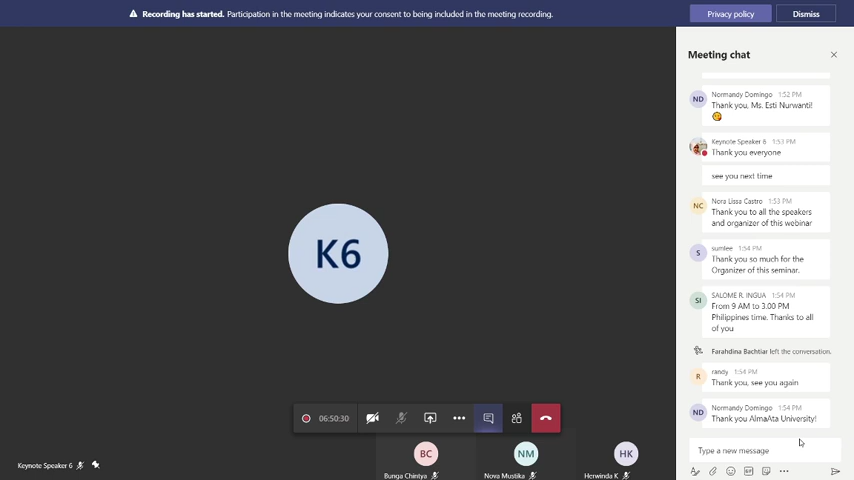 Recording has started. Participation in the meeting indicates your consent to being included in the meeting recording.
Privacy policy
Dismiss
Meeting chat
ND
Normandy Domingo 1:52 PM
Thank you, Ms. Esti Nurwanti!
Keynote Speaker 8 1:53 PM
Thank you everyone
see you next time
NC
Nora Lissa Castro 1:53 PM
Thank you to all the speakers
and organizer of this webinar
S
sumlee 1:54 PM
Thank you so much for the
Organizer of this seminar.
SI
SALOME R. INGUA 1:54 PM
From 9 AM to 3.00 PM
Philippines time. Thanks to all
of you
Farahdina Bachtiar left the conversation.
R
randy 1:54 PM
Thank you, see you again
ND
Normandy Domingo 1:54 PM
Thank you AlmaAta University!
Type a new message
K6
06:50:30
BC
NM
HK
Keynote Speaker 6
Bunga Chintya
Nova Mustika
Herwinda K